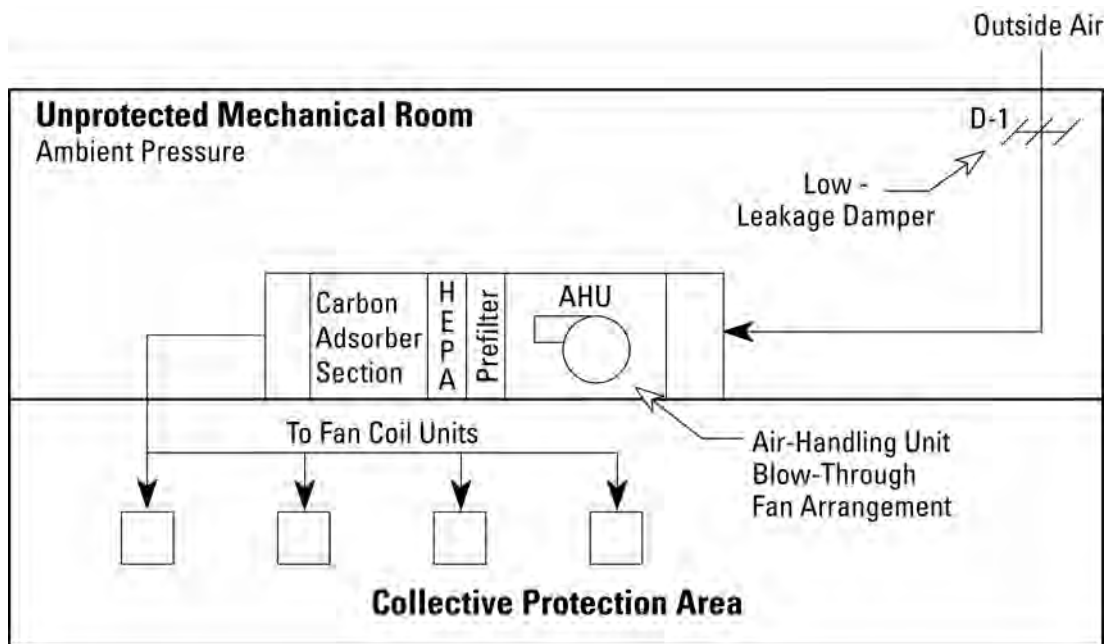 Outside Air
Unprotected Mechanical Room
Ambient Pressure
D-1
Low -
Leakage Damper
Carbon
Adsorber
Section
HEPA
Prefilter
AHU
To Fan Coil Units
Air-Handling Unit
Blow-Through
Fan Arrangement
Collective Protection Area